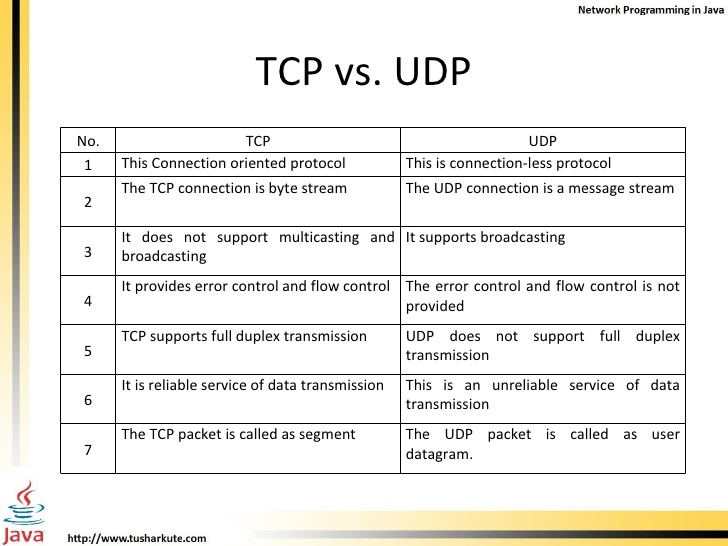 Network Programming in Java
TCP vs. UDP
No. TCP UDP
1 This Connection oriented protocol This is connection-less protocol
2 The TCP connection is byte stream The UDP connection is a message stream
3 It does not support multicasting and It supports broadcasting
broadcasting
4 It provides error control and flow control The error control and flow control is not
provided
5 TCP supports full duplex transmission UDP does not support full duplex
transmission
6 It is reliable service of data transmission This is an unreliable service of data
transmission
7 The TCP packet is called as segment The UDP packet is called as user
datagram.
Java
http://www.tusharkute.com